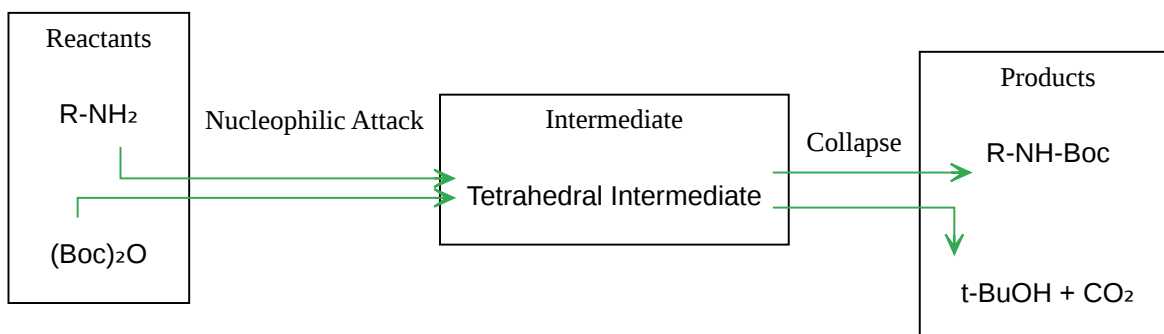 Reactants
R-NH₂
(Boc)₂O
Nucleophilic Attack
Intermediate
Tetrahedral Intermediate
Collapse
Products
R-NH-Boc
t-BuOH + CO₂